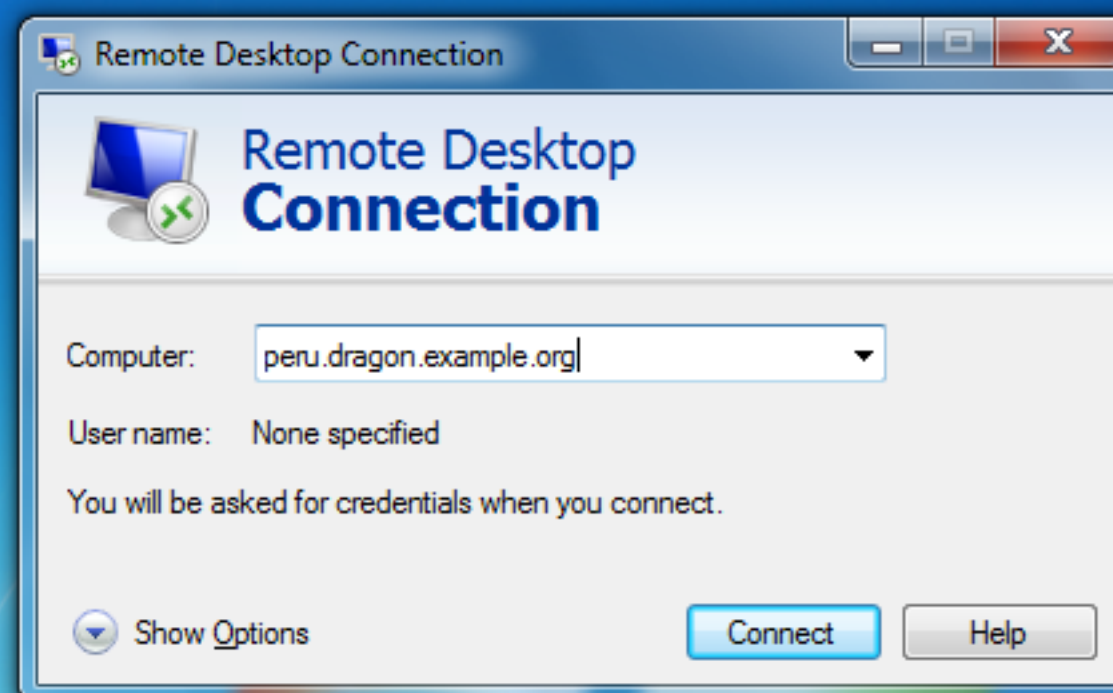 Remote Desktop Connection
Remote Desktop
Connection
Computer: peru.dragon.example.org
User name: None specified
You will be asked for credentials when you connect.
Show Options Connect Help